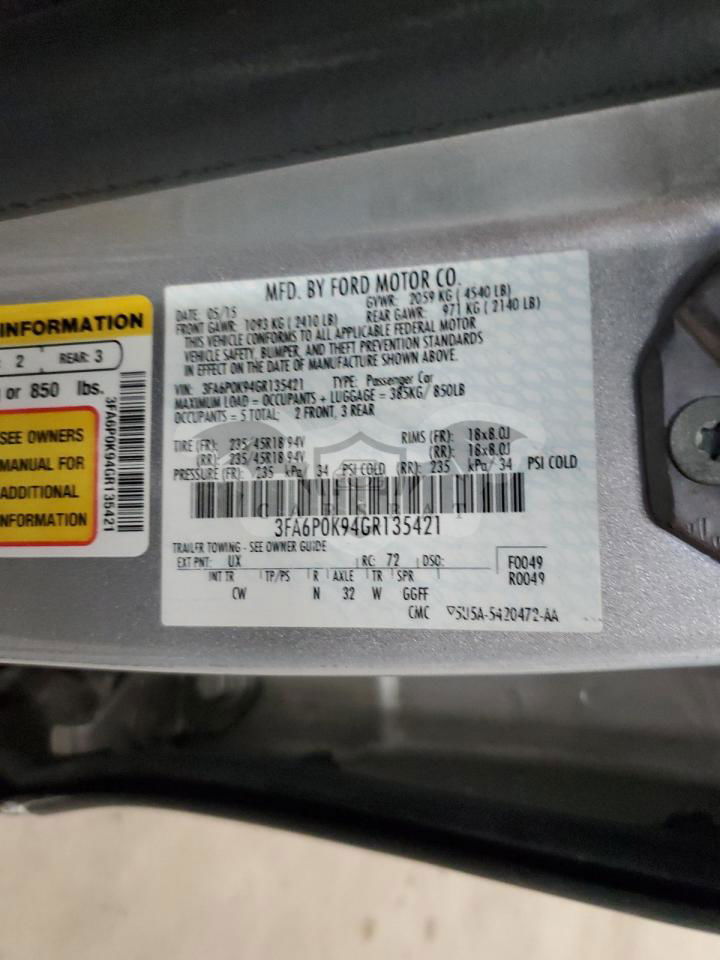 MFD. BY FORD MOTOR CO.
DATE: 05/15 GVWR: 2059 KG (4540 LB)
FRONT GAWR: 1093 KG (2410 LB) REAR GAWR: 971 KG (2140 LB)
THIS VEHICLE CONFORMS TO ALL APPLICABLE FEDERAL MOTOR
VEHICLE SAFETY, BUMPER, AND THEFT PREVENTION STANDARDS
IN EFFECT ON THE DATE OF MANUFACTURE SHOWN ABOVE.
VIN: 3FA6P0K94GR135421 TYPE: Passenger Car
MAXIMUM LOAD = OCCUPANTS + LUGGAGE = 385KG/850LB
OCCUPANTS = 5 TOTAL: 2 FRONT, 3 REAR
TIRE (FR): 235/45R18 94V RIMS (FR): 18x8.0J
(RR): 235/45R18 94V (RR): 18x8.0J
PRESSURE (FR): 235 kPa/ 34 PSI COLD (RR): 235 kPa/ 34 PSI COLD
CARSRAT
3FA6P0K94GR135421
TRAILER TOWING - SEE OWNER GUIDE
EXT PNT: UX RC: 72 DSO: F0049
R0049
INT TR TP/PS R AXLE TR SPR
CW N 32 W GGFF
CMC 5U5A-5420472-AA
INFORMATION
: 2 REAR: 3
or 850 lbs.
SEE OWNERS
MANUAL FOR
ADDITIONAL
INFORMATION
3FA6P0K94GR135421